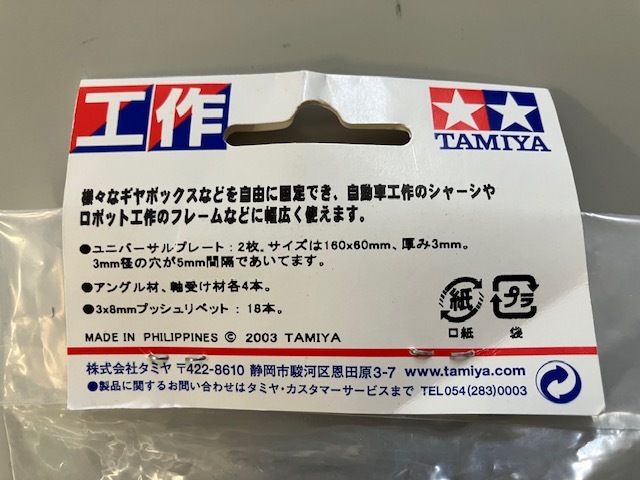 工作
TAMIYA
様々なギヤボックスなどを自由に固定でき、自動車工作のシャーシや
ロボット工作のフレームなどに幅広く使えます。
●ユニバーサルプレート：2枚。サイズは160x60mm、厚み3mm。
3mm径の穴が5mm間隔であいてます。
●アングル材、軸受け材各4本。
●3x8mmプッシュリベット：18本。
紙
プラ
口紙
袋
MADE IN PHILIPPINES © 2003 TAMIYA
株式会社タミヤ 〒422-8610 静岡市駿河区恩田原3-7 www.tamiya.com
●製品に関するお問い合わせはタミヤ・カスタマーサービスまで TEL054(283)0003